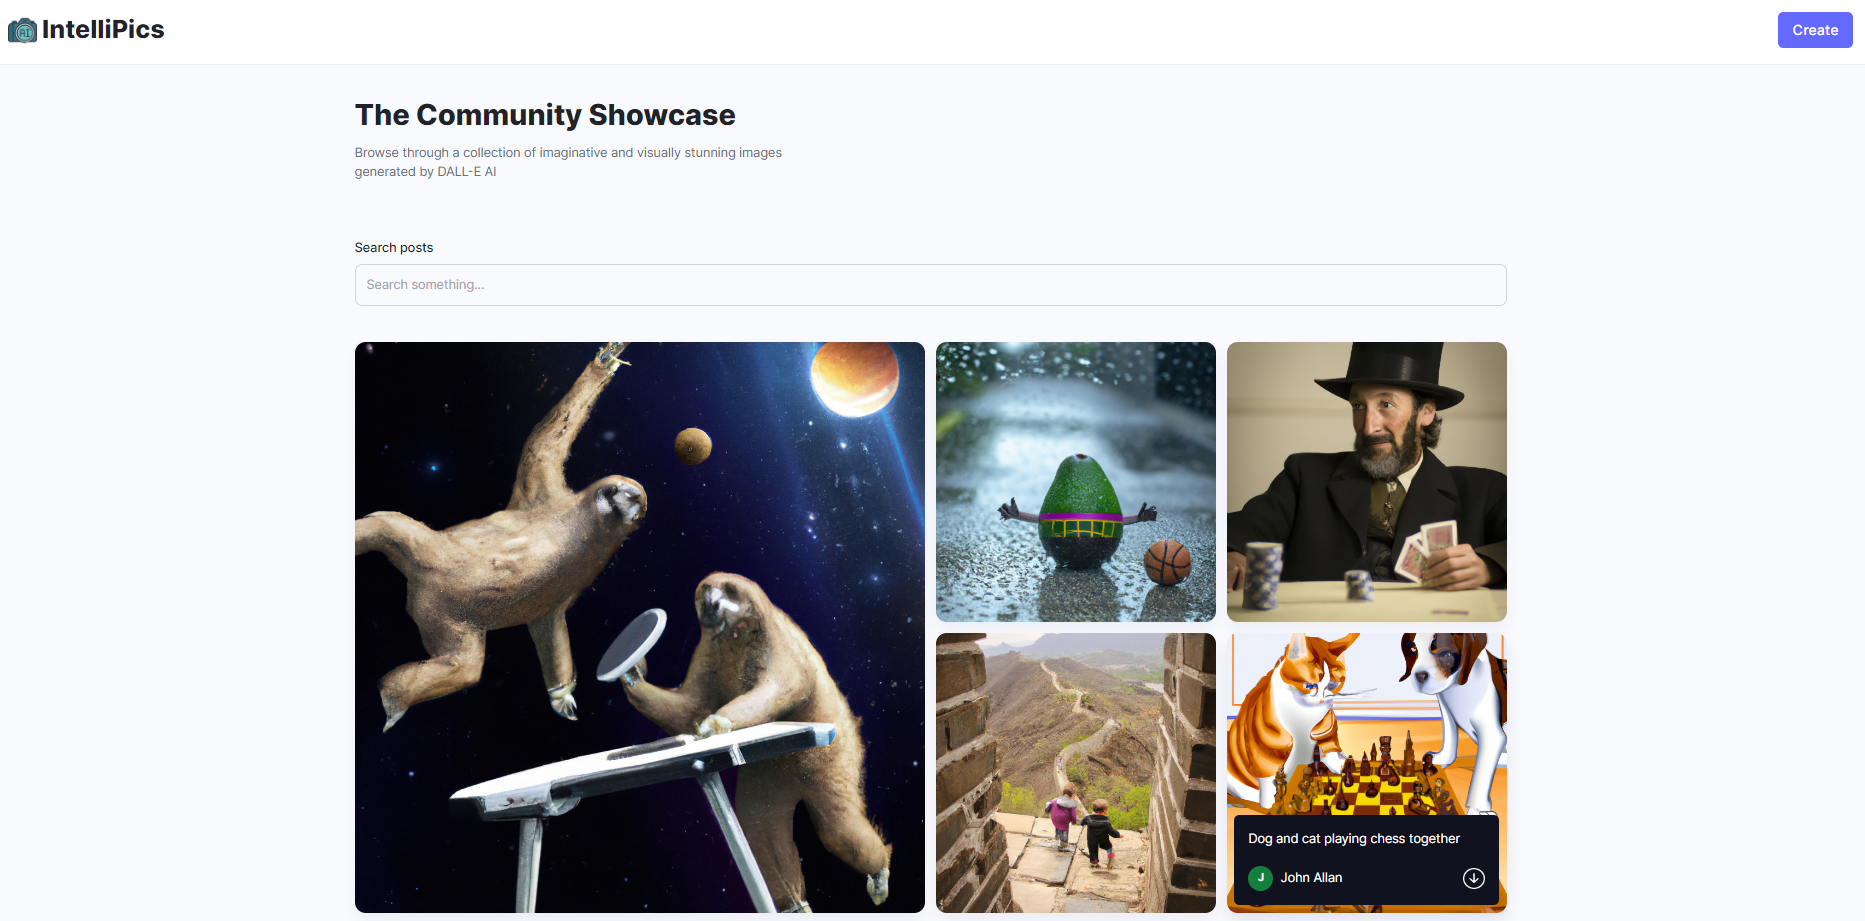 AI
IntelliPics
Create
The Community Showcase
Browse through a collection of imaginative and visually stunning images
generated by DALL-E AI
Search posts
Search something...
Dog and cat playing chess together
J
John Allan